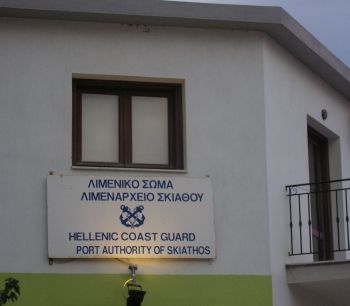 ΛΙΜΕΝΙΚΟ ΣΩΜΑ
ΛΙΜΕΝΑΡΧΕΙΟ ΣΚΙΑΘΟΥ
HELLENIC COAST GUARD
PORT AUTHORITY OF SKIATHOS